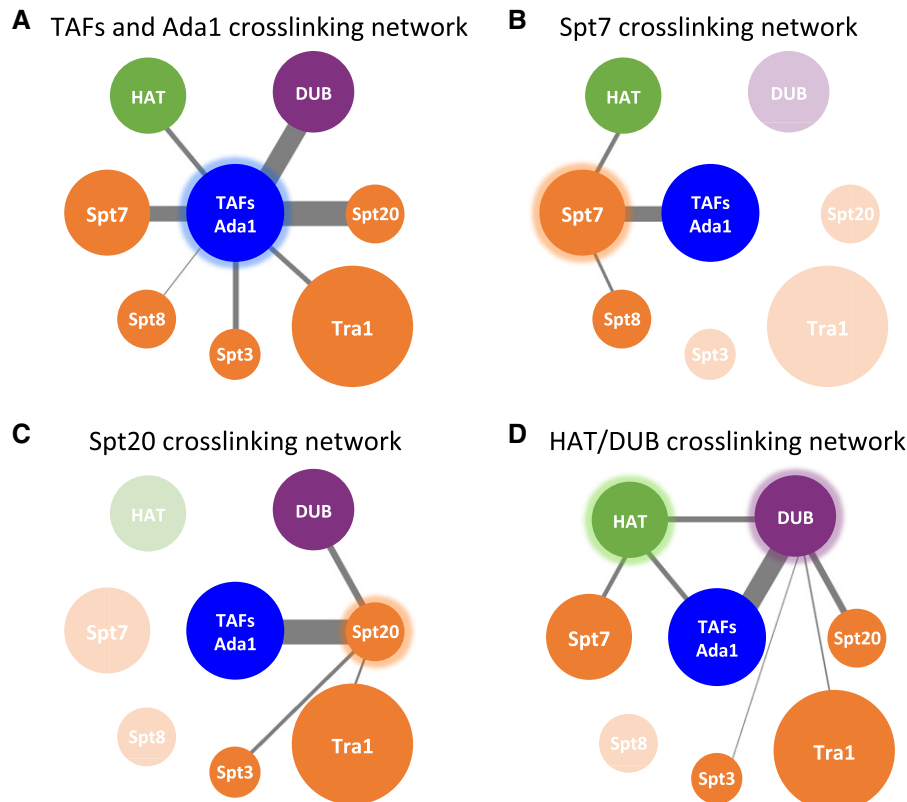 A TAFs and Ada1 crosslinking network
HAT
DUB
Spt7
TAFs
Ada1
Spt20
Spt8
Spt3
Tra1
B Spt7 crosslinking network
HAT
DUB
Spt7
TAFs
Ada1
Spt20
Spt8
Spt3
Tra1
C Spt20 crosslinking network
HAT
DUB
Spt7
TAFs
Ada1
Spt20
Spt8
Spt3
Tra1
D HAT/DUB crosslinking network
HAT
DUB
Spt7
TAFs
Ada1
Spt20
Spt8
Spt3
Tra1